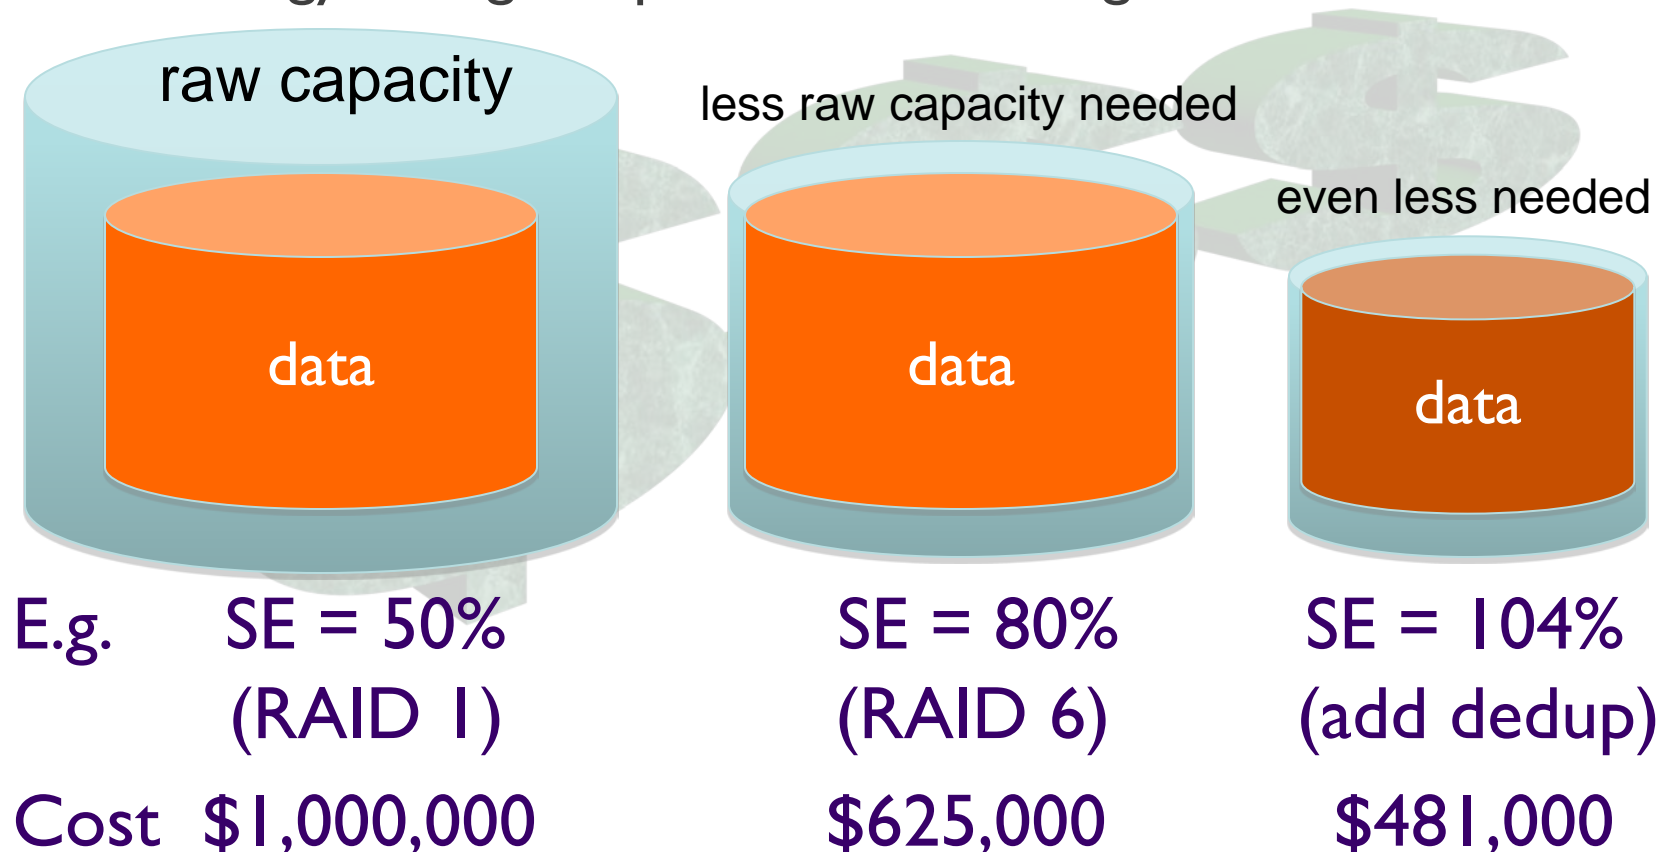 raw capacity
less raw capacity needed
even less needed
data
data
data
E.g. SE = 50% SE = 80% SE = 104%
(RAID 1) (RAID 6) (add dedup)
Cost $1,000,000 $625,000 $481,000